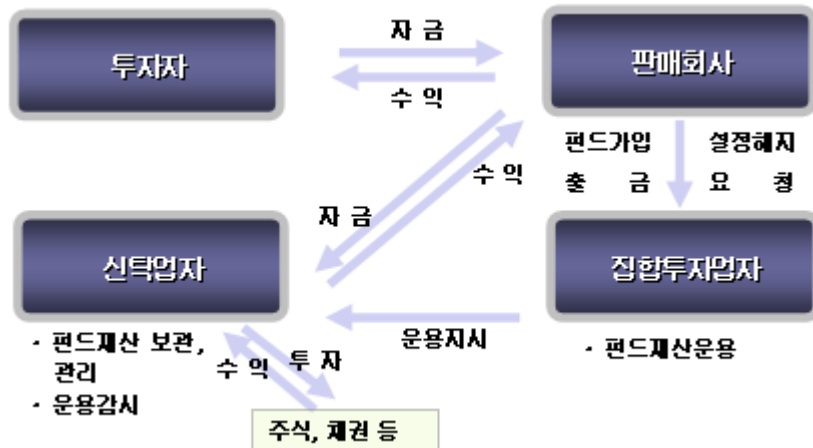 투자자
자 금
수 익
판매회사
펀드가입 설정해지
출 금 요 청
수 익
자 금
신탁업자
집합투자업자
운용지시
· 펀드재산 보관,
관리
· 운용감시
수 익 투 자
· 펀드재산운용
주식, 채권 등